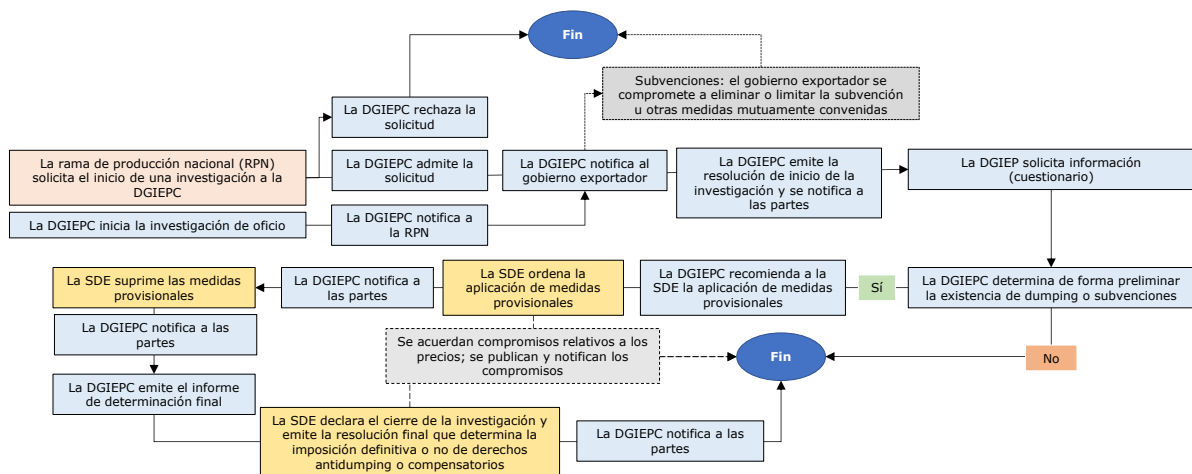 Fin
Subvenciones: el gobierno exportador se
compromete a eliminar o limitar la subvención
u otras medidas mutuamente convenidas
La DGIEPC rechaza la
solicitud
La rama de producción nacional (RPN)
solicita el inicio de una investigación a la
DGIEPC
La DGIEPC admite la
solicitud
La DGIEPC notifica al
gobierno exportador
La DGIEPC emite la
resolución de inicio de la
investigación y se notifica a
las partes
La DGIEP solicita información
(cuestionario)
La DGIEPC inicia la investigación de oficio
La DGIEPC notifica a
la RPN
La SDE suprime las medidas
provisionales
La DGIEPC notifica a
las partes
La SDE ordena la
aplicación de medidas
provisionales
La DGIEPC recomienda a la
SDE la aplicación de medidas
provisionales
Sí
La DGIEPC determina de forma preliminar
la existencia de dumping o subvenciones
La DGIEPC notifica a las
partes
Se acuerdan compromisos relativos a los
precios; se publican y notifican los
compromisos
Fin
No
La DGIEPC emite el informe
de determinación final
La SDE declara el cierre de la investigación y
emite la resolución final que determina la
imposición definitiva o no de derechos
antidumping o compensatorios
La DGIEPC notifica a las
partes